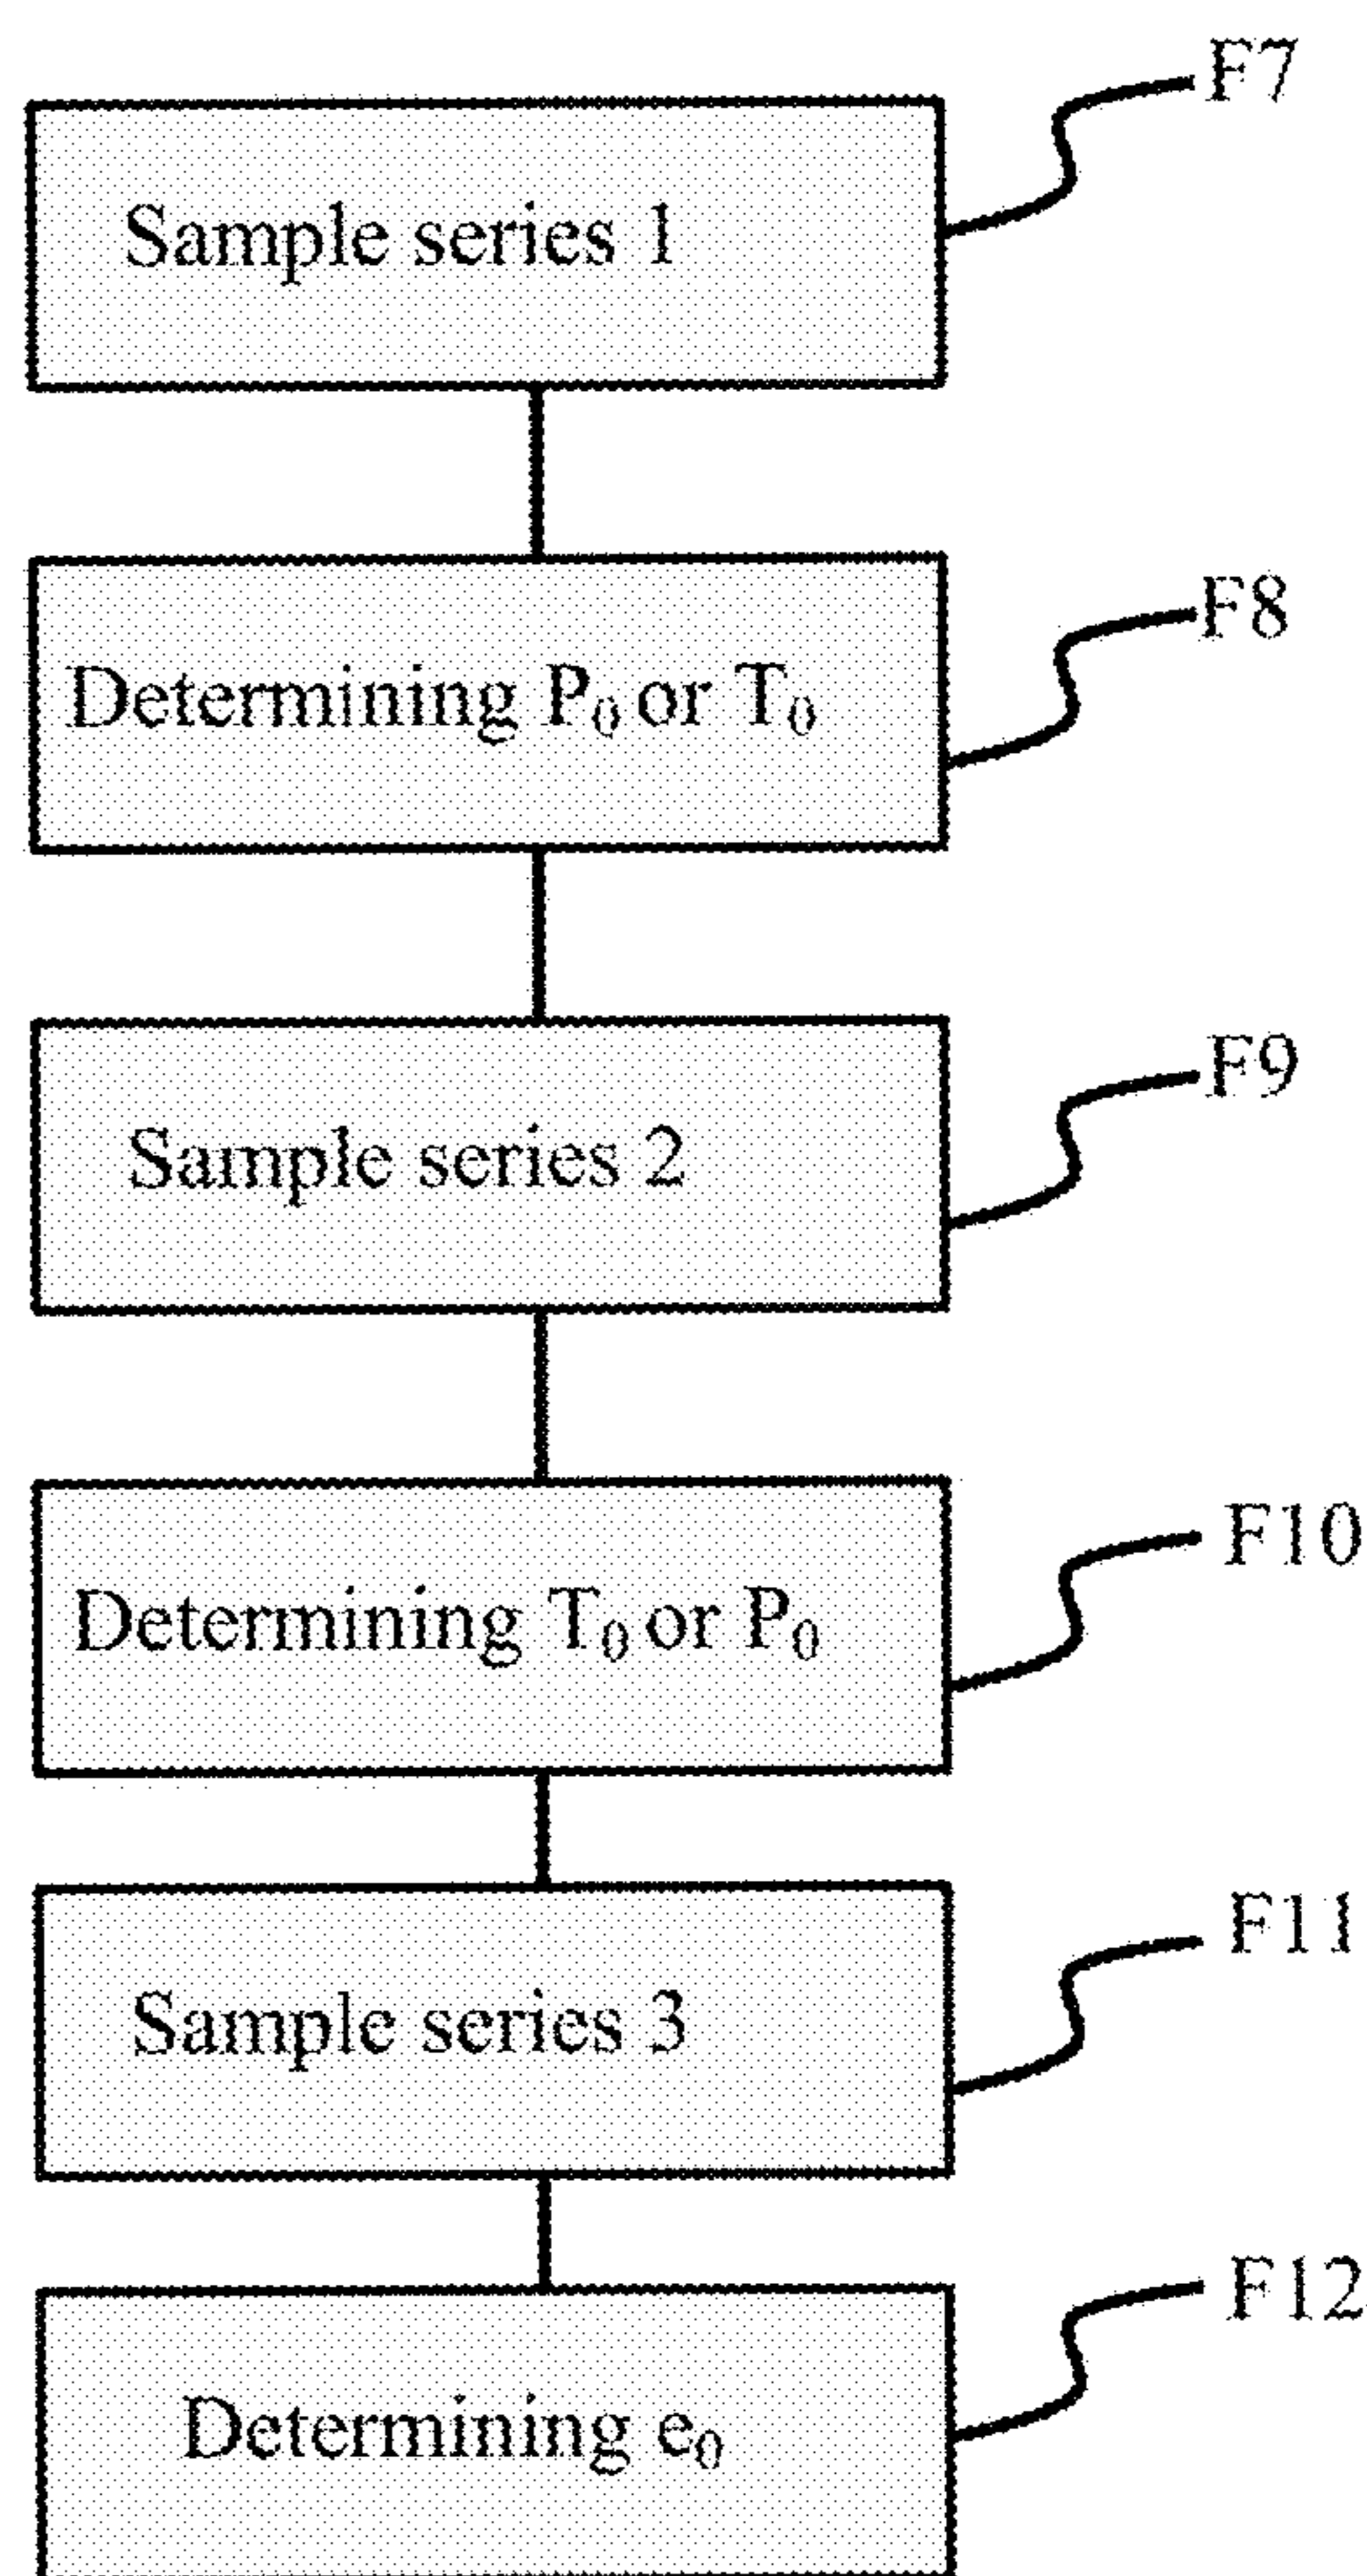 F7
Sample series 1
F8
Determining P₀ or T₀
F9
Sample series 2
F10
Determining T₀ or P₀
F11
Sample series 3
F12
Determining e₀